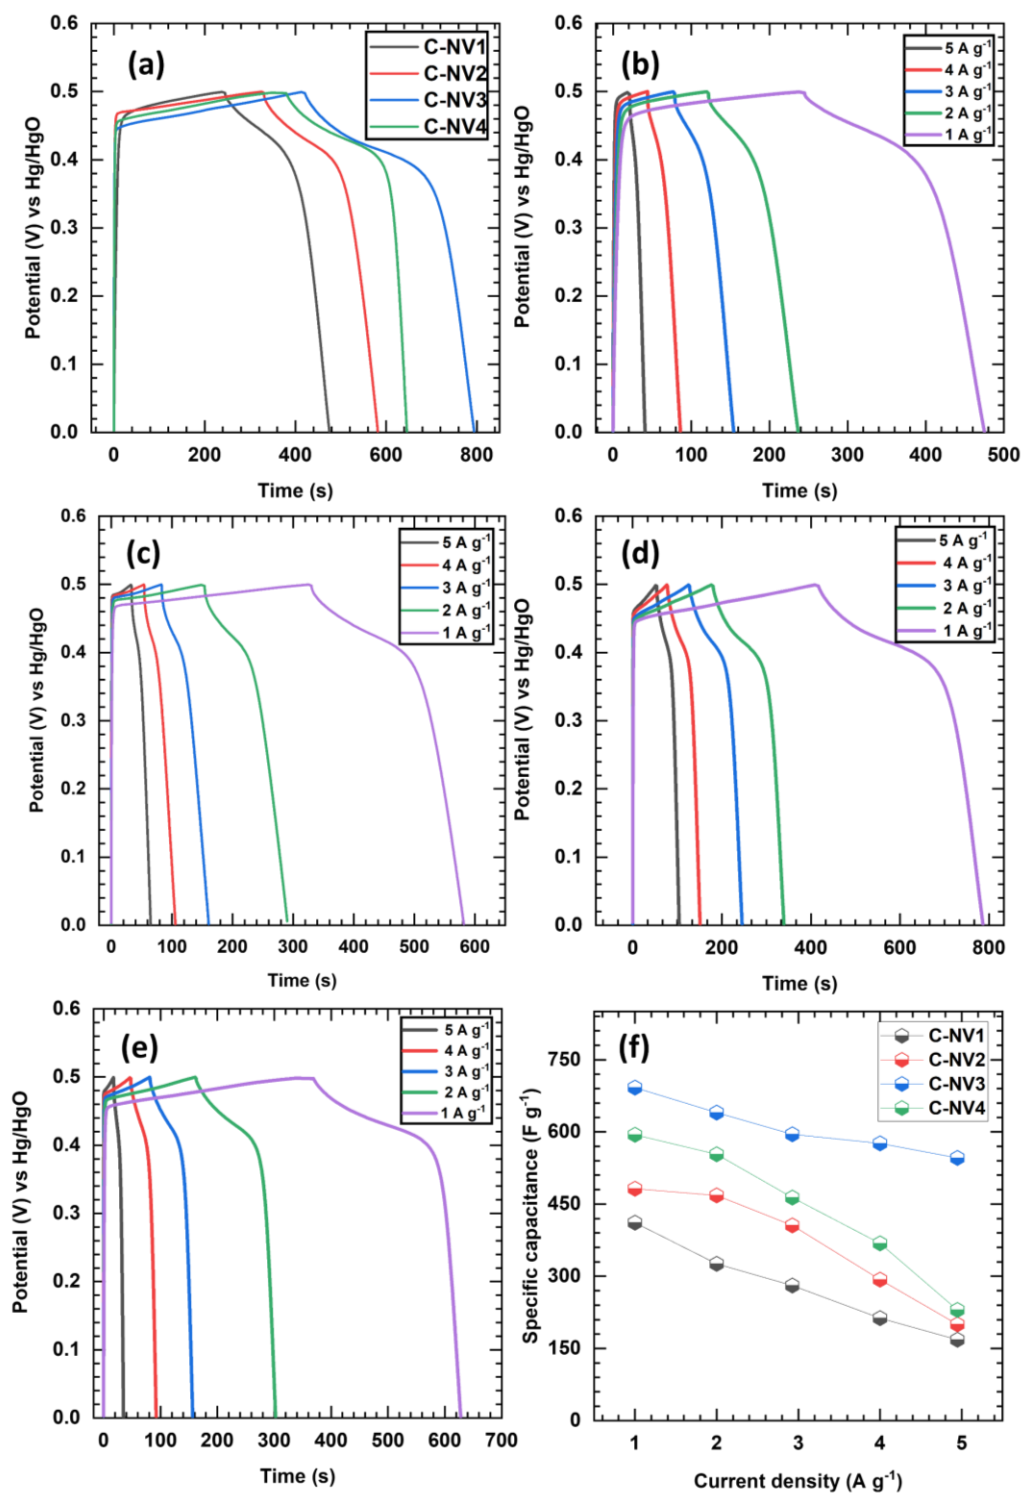 (a)
C-NV1
C-NV2
C-NV3
C-NV4
0.6
0.5
0.4
0.3
0.2
0.1
0.0
Potential (V) vs Hg/HgO
0 200 400 600 800
Time (s)
(b)
5 A g-1
4 A g-1
3 A g-1
2 A g-1
1 A g-1
0.6
0.5
0.4
0.3
0.2
0.1
0.0
Potential (V) vs Hg/HgO
0 100 200 300 400 500
Time (s)
(c)
5 A g-1
4 A g-1
3 A g-1
2 A g-1
1 A g-1
0.6
0.5
0.4
0.3
0.2
0.1
0.0
Potential (V) vs Hg/HgO
0 100 200 300 400 500 600
Time (s)
(d)
5 A g-1
4 A g-1
3 A g-1
2 A g-1
1 A g-1
0.6
0.5
0.4
0.3
0.2
0.1
0.0
Potential (V) vs Hg/HgO
0 200 400 600 800
Time (s)
(e)
5 A g-1
4 A g-1
3 A g-1
2 A g-1
1 A g-1
0.6
0.5
0.4
0.3
0.2
0.1
0.0
Potential (V) vs Hg/HgO
0 100 200 300 400 500 600 700
Time (s)
(f)
C-NV1
C-NV2
C-NV3
C-NV4
750
600
450
300
150
0
Specific capacitance (F g-1)
1 2 3 4 5
Current density (A g-1)